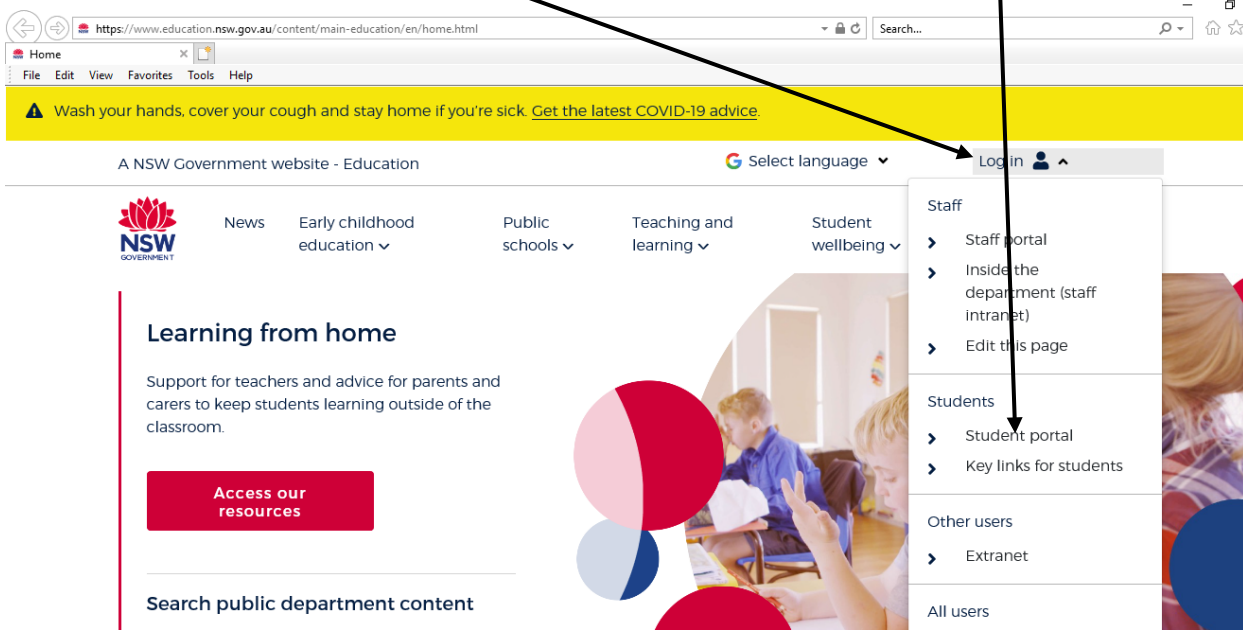 https://www.education.nsw.gov.au/content/main-education/en/home.html
Search...
Home
File Edit View Favorites Tools Help
Wash your hands, cover your cough and stay home if you're sick. Get the latest COVID-19 advice.
A NSW Government website - Education
Select language
Log in
NSW
GOVERNMENT
News
Early childhood
education
Public
schools
Teaching and
learning
Student
wellbeing
Staff
Staff portal
Inside the
department (staff
intranet)
Edit this page
Students
Student portal
Key links for students
Other users
Extranet
All users
Learning from home
Support for teachers and advice for parents and
carers to keep students learning outside of the
classroom.
Access our
resources
Search public department content